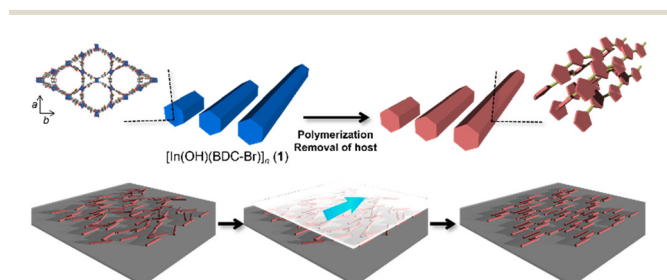 a
b
Polymerization
Removal of host
[In(OH)(BDC-Br)]n (1)